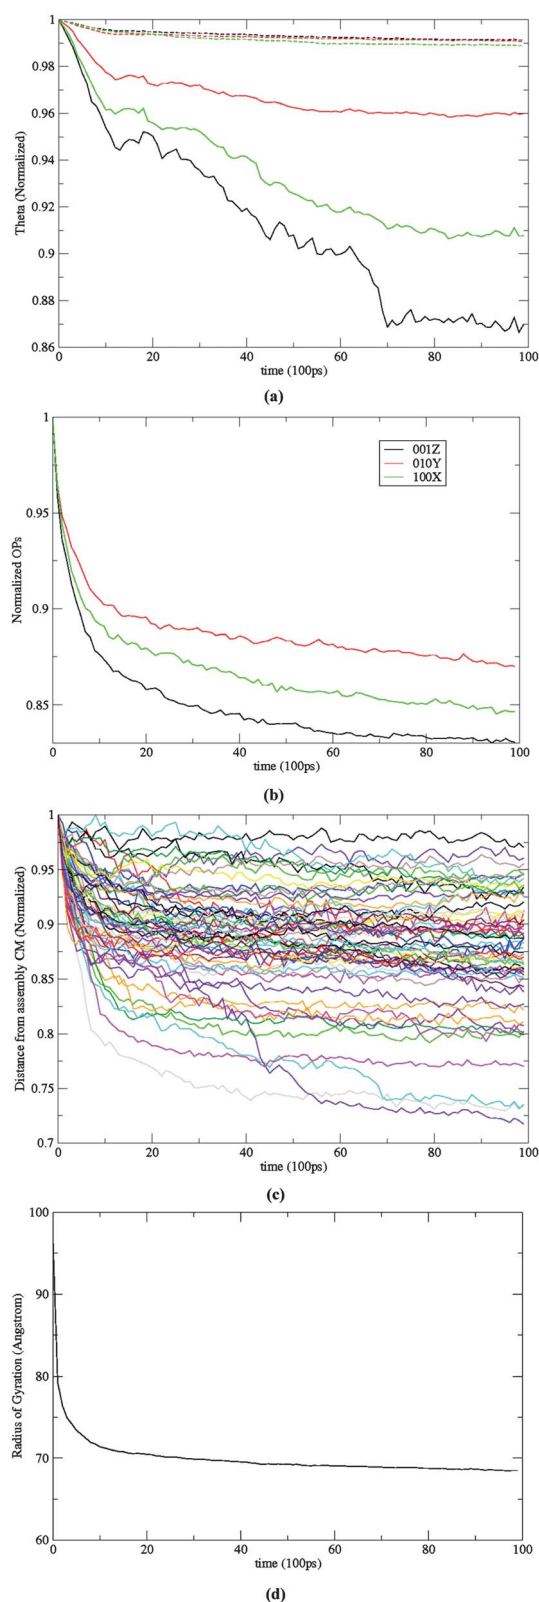 1
0.98
0.96
0.94
0.92
0.9
0.88
0.86
Theta (Normalized)
0 20 40 60 80 100
time (100ps)
(a)
1
0.95
0.9
0.85
Normalized OPs
001Z
010Y
100X
0 20 40 60 80 100
time (100ps)
(b)
1
0.95
0.9
0.85
0.8
0.75
0.7
Distance from assembly CM (Normalized)
0 20 40 60 80 100
time (100ps)
(c)
100
90
80
70
60
Radius of Gyration (Angstrom)
0 20 40 60 80 100
time (100ps)
(d)